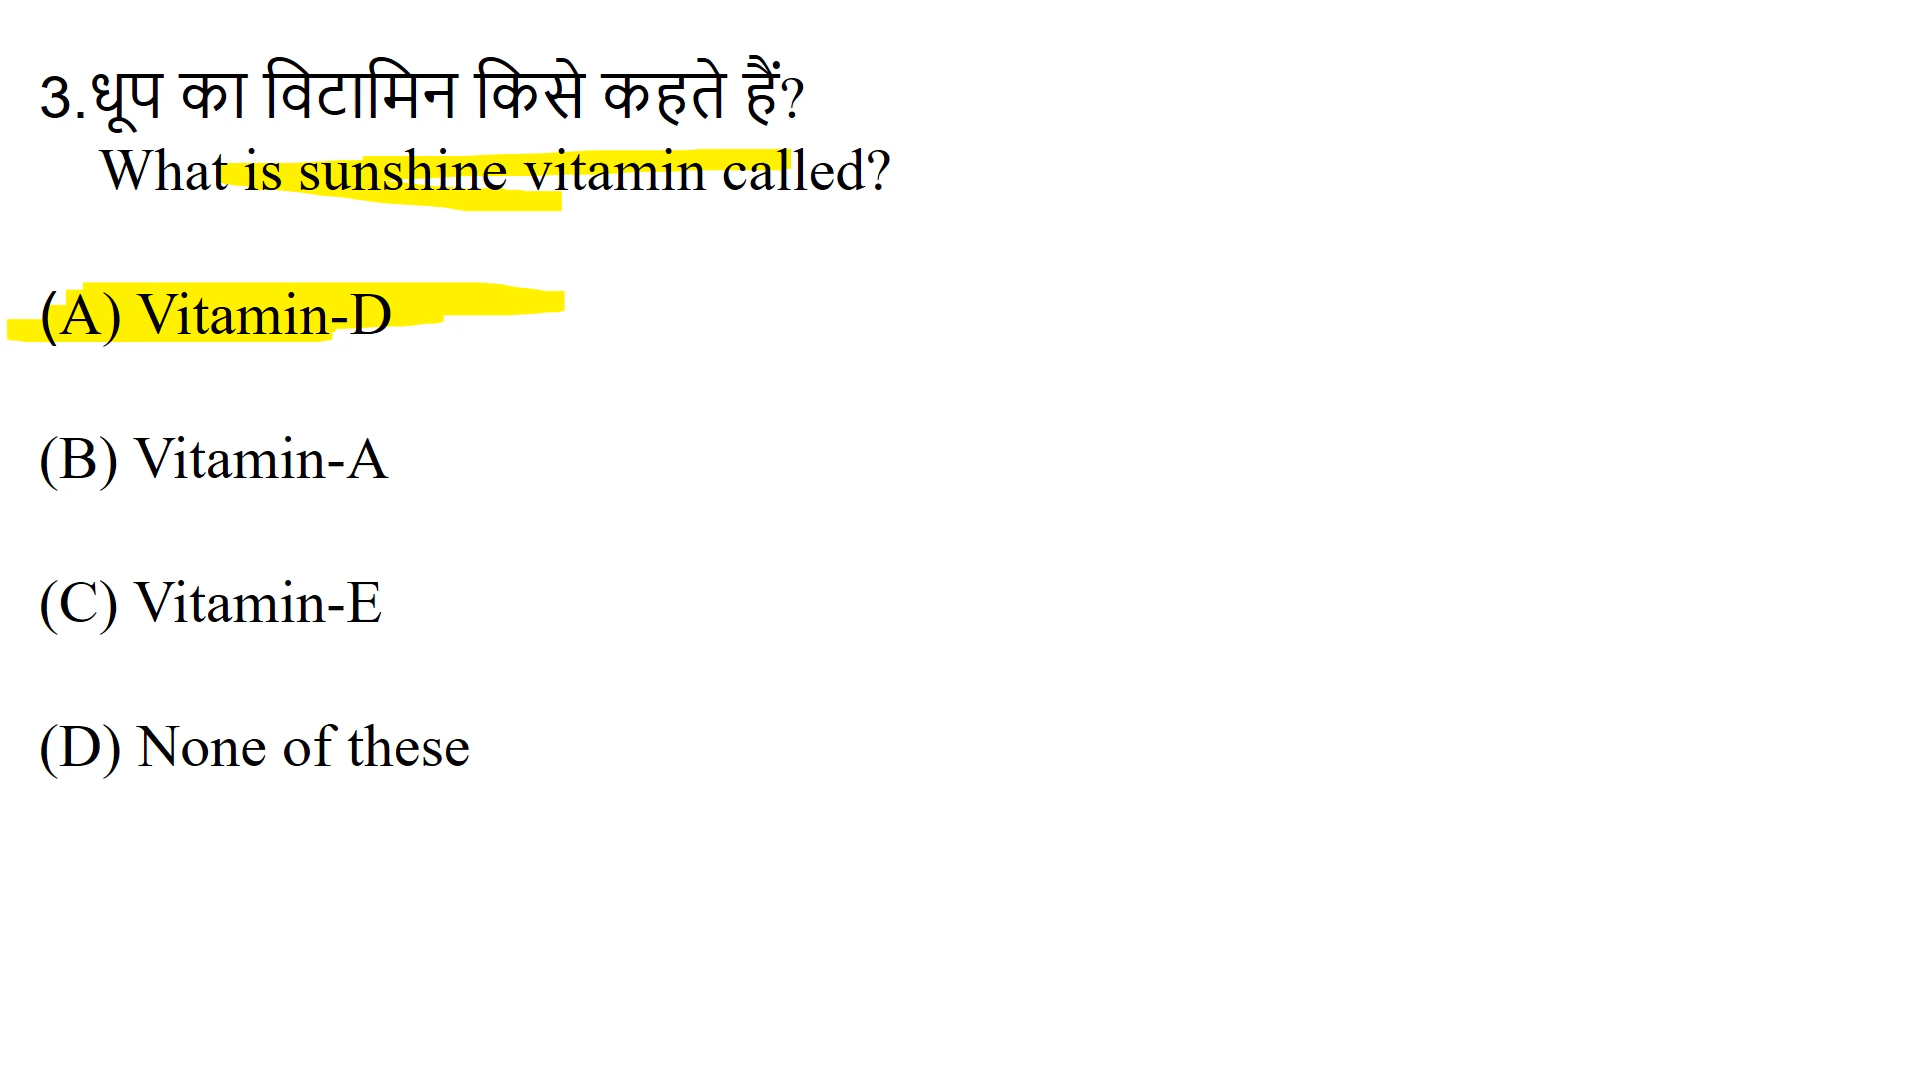 3.धूप का विटामिन किसे कहते हैं?
What is sunshine vitamin called?
(A) Vitamin-D
(B) Vitamin-A
(C) Vitamin-E
(D) None of these